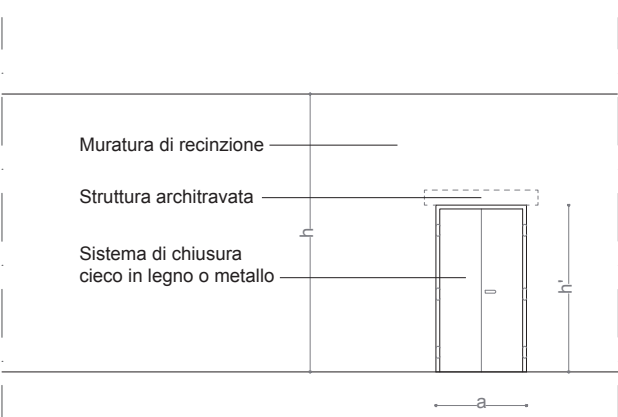 Muratura di recinzione
Struttura architravata
h
Sistema di chiusura
cieco in legno o metallo
h'
a